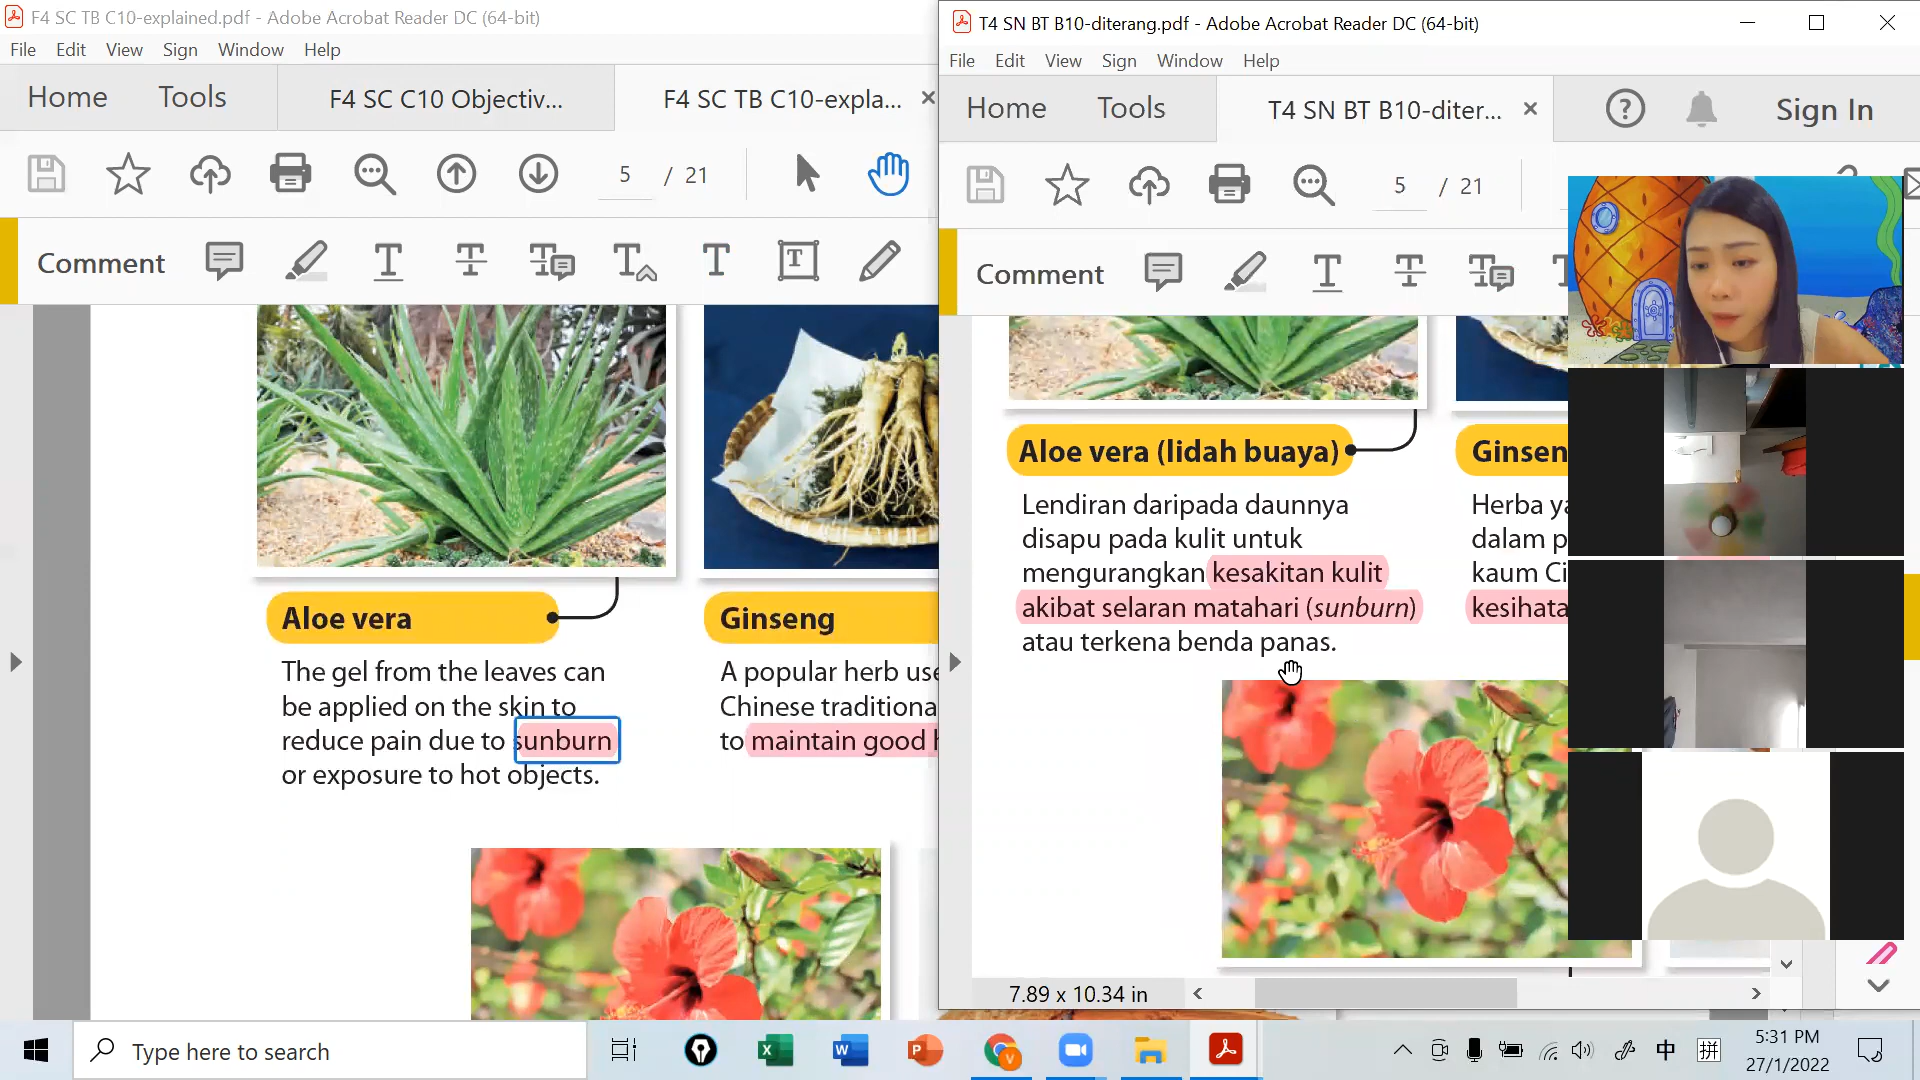 F4 SC TB C10-explained.pdf - Adobe Acrobat Reader DC (64-bit)
File Edit View Sign Window Help
Home Tools F4 SC C10 Objectiv... F4 SC TB C10-expla...
5 / 21
Comment
Aloe vera
The gel from the leaves can
be applied on the skin to
reduce pain due to sunburn
or exposure to hot objects.
Ginseng
A popular herb use
Chinese traditiona
to maintain good h
T4 SN BT B10-diterang.pdf - Adobe Acrobat Reader DC (64-bit)
File Edit View Sign Window Help
Home Tools T4 SN BT B10-diter... Sign In
5 / 21
Comment
Aloe vera (lidah buaya)
Lendiran daripada daunnya
disapu pada kulit untuk
mengurangkan kesakitan kulit
akibat selaran matahari (sunburn)
atau terkena benda panas.
Ginsen
Herba ya
dalam p
kaum Ci
kesihata
7.89 x 10.34 in
Type here to search
中 拼
5:31 PM
27/1/2022